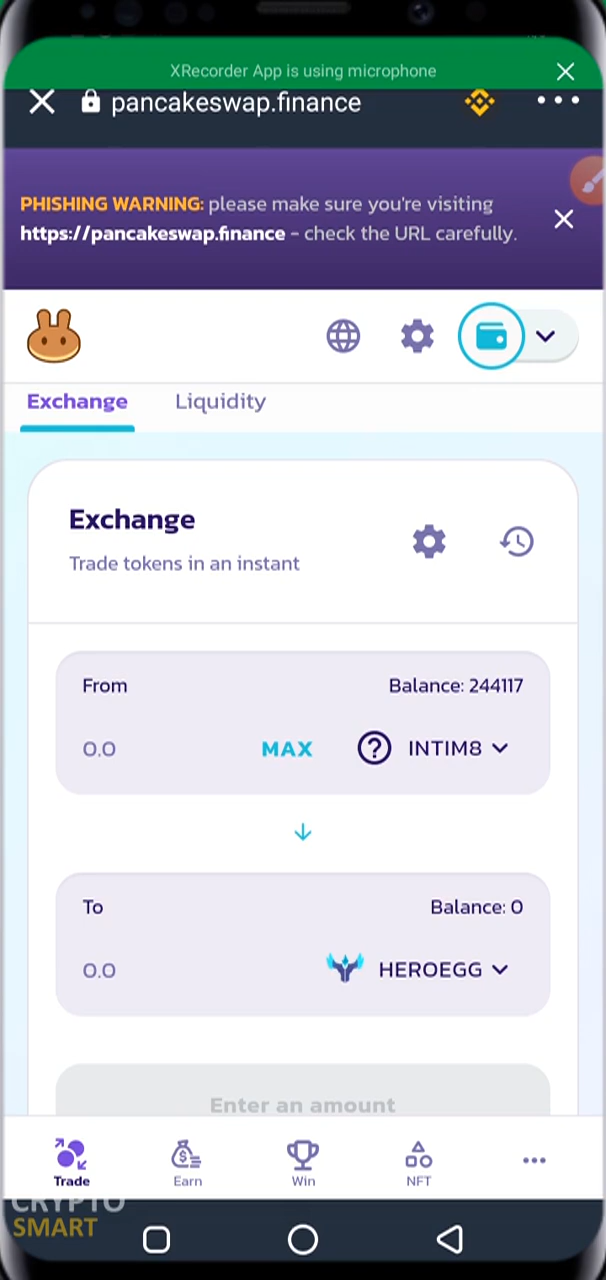 XRecorder App is using microphone
pancakeswap.finance
PHISHING WARNING: please make sure you're visiting
https://pancakeswap.finance - check the URL carefully.
Exchange
Liquidity
Exchange
Trade tokens in an instant
From
Balance: 244117
0.0
MAX
INTIM8
To
Balance: 0
0.0
HEROEGG
Enter an amount
Trade
Earn
Win
NFT
CRYPTO
SMART